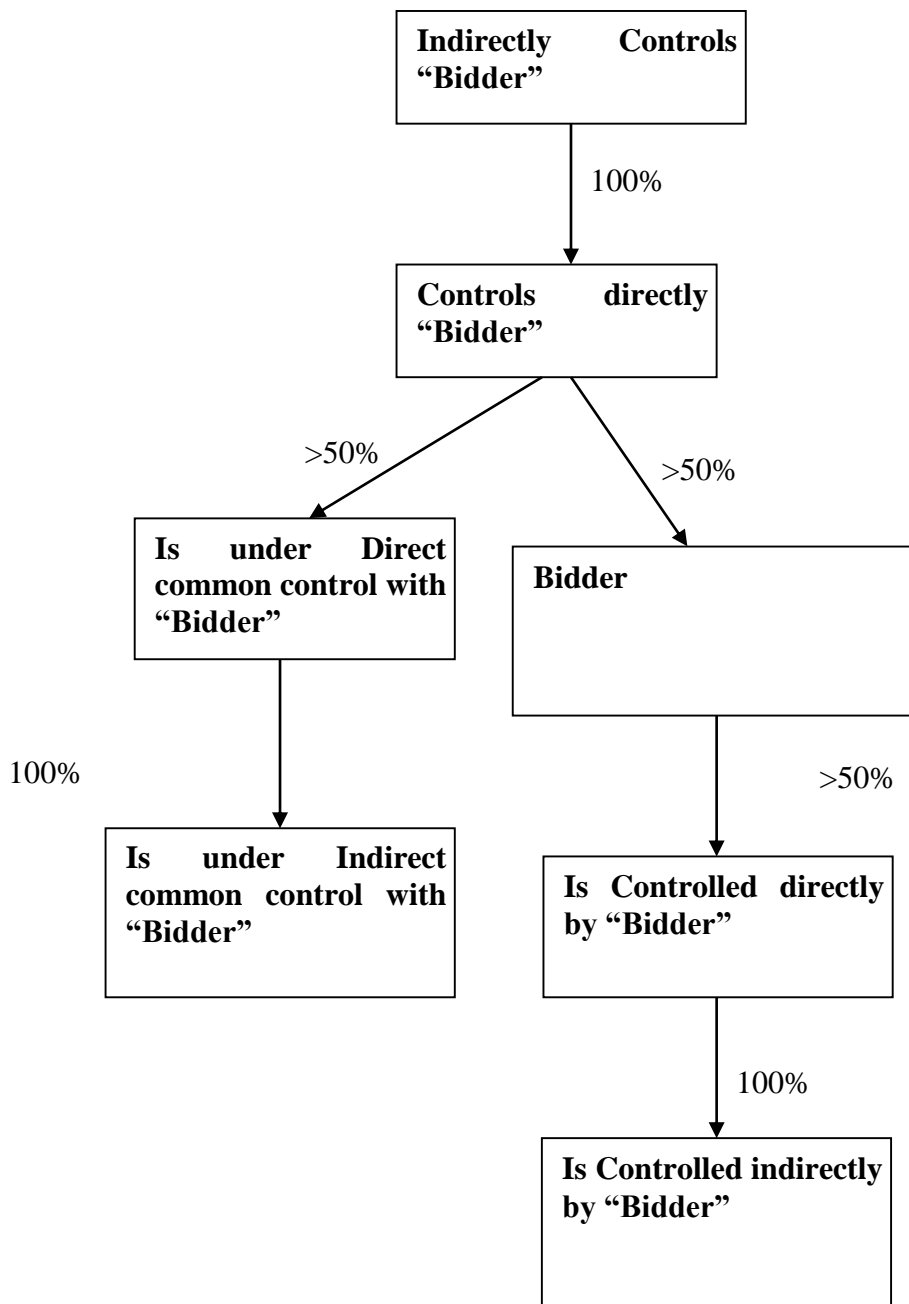 Indirectly Controls
“Bidder”
100%
Controls directly
“Bidder”
>50%
>50%
Is under Direct
common control with
“Bidder”
Bidder
100%
>50%
Is under Indirect
common control with
“Bidder”
Is Controlled directly
by “Bidder”
100%
Is Controlled indirectly
by “Bidder”